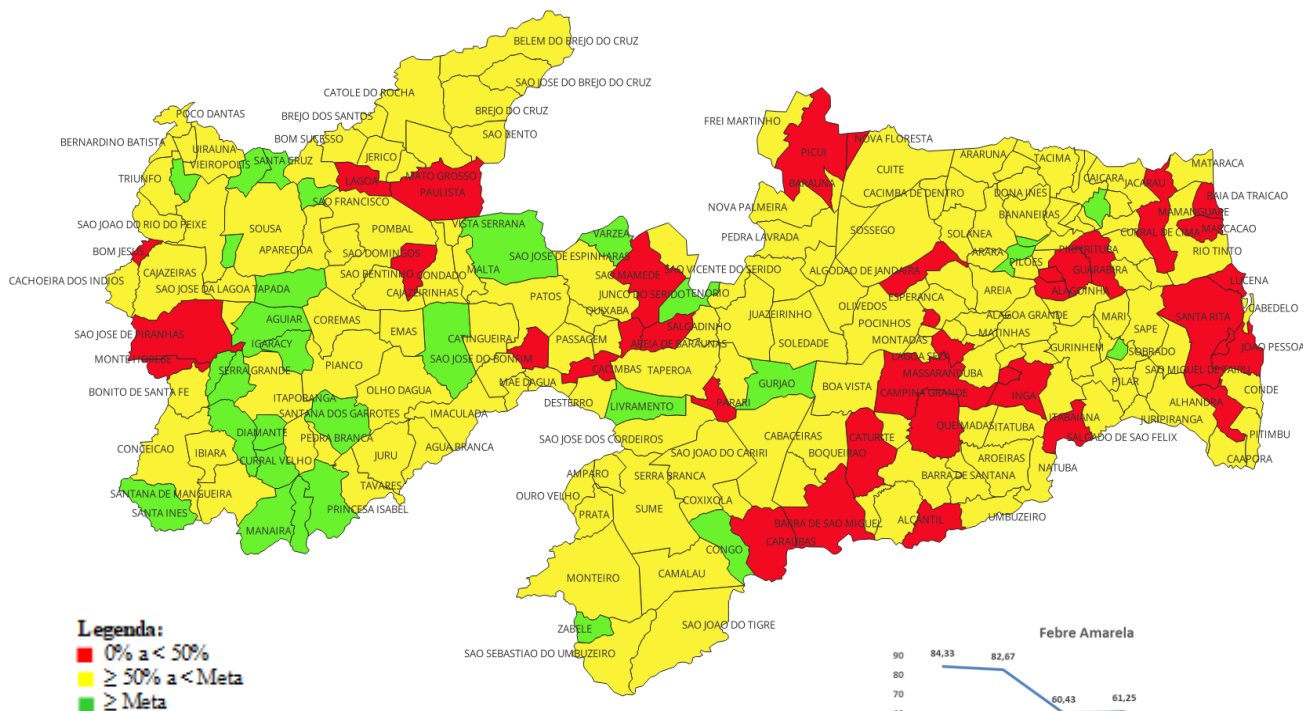 BELEM DO BREJO DO CRUZ
SAO JOSE DO BREJO DO CRUZ
CATOLE DO ROCHA
POCO DANTAS
BREJO DOS SANTOS
BREJO DO CRUZ
FREI MARTINHO
BERNARDINO BATISTA
BOM SUCESSO
SAO BENTO
NOVA FLORESTA
UIRAUNA
VIEIROPOLIS
SANTA CRUZ
JERICO
PICUI
ARARUNA
TACIMA
MATARACA
TRIUNFO
LAGOA
MATO GROSSO
PAULISTA
BARAUNA
CUITE
CACIMBA DE DENTRO
DONA INES
CAICARA
JACARAU
BAIA DA TRAICAO
SAO FRANCISCO
NOVA PALMEIRA
BANANEIRAS
MAMANGUAPE
SAO JOAO DO RIO DO PEIXE
SOUSA
POMBAL
VISTA SERRANA
VARZEA
PEDRA LAVRADA
SOSSEGO
SOLANEA
CURRAL DE CIMA
MARCACAO
BOM JESUS
APARECIDA
SAO DOMINGOS
SAO JOSE DE ESPINHARAS
ARARA
PILOES
PIRPIRITUBA
RIO TINTO
CAJAZEIRAS
SAO BENTINHO
CONDADO
MALTA
SAO MAMEDE
SAO VICENTE DO SERIDO
ALGODAO DE JANDAIRA
GUARABIRA
CACHOEIRA DOS INDIOS
SAO JOSE DA LAGOA TAPADA
CAJAZEIRINHAS
PATOS
JUNCO DO SERIDO
TENORIO
ESPERANCA
AREIA
ALAGOINHA
LUCENA
AGUIAR
COREMAS
QUIXABA
JUAZEIRINHO
OLIVEDOS
ALAGOA GRANDE
MARI
SANTA RITA
CABEDELO
SAO JOSE DE PIRANHAS
EMAS
CATINGUEIRA
PASSAGEM
SALGADINHO
POCINHOS
MONTADAS
MATINHAS
SAPE
IGARACY
AREIA DE BARAUNAS
SOLEDADE
GURINHEM
SOBRADO
JOAO PESSOA
MONTE HOREBE
SERRA GRANDE
PIANCO
SAO JOSE DO BONFIM
CACIMBAS
TAPEROA
LAGOA SECA
MASSARANDUBA
SAO MIGUEL DE TAIPU
BONITO DE SANTA FE
ITAPORANGA
OLHO DAGUA
MAE DAGUA
DESTERRO
GURJAO
BOA VISTA
CAMPINA GRANDE
INGA
PILAR
CONDE
SANTANA DOS GARROTES
IMACULADA
LIVRAMENTO
PARARI
ITABAIANA
ALHANDRA
DIAMANTE
PEDRA BRANCA
QUEIMADAS
ITATUBA
JURIPIRANGA
PITIMBU
CONCEICAO
IBIARA
CURRAL VELHO
JURU
AGUA BRANCA
SAO JOSE DOS CORDEIROS
CABACEIRAS
CATURITE
SALGADO DE SAO FELIX
SAO JOAO DO CARIRI
BOQUEIRAO
AROEIRAS
NATUBA
CAAPORA
AMPARO
SERRA BRANCA
BARRA DE SANTANA
SANTANA DE MANGUEIRA
TAVARES
OURO VELHO
COXIXOLA
SANTA INES
PRINCESA ISABEL
PRATA
SUME
BARRA DE SAO MIGUEL
ALCANTIL
UMBUZEIRO
MANAIRA
CARAUBAS
CONGO
MONTEIRO
CAMALAU
ZABELE
SAO JOAO DO TIGRE
SAO SEBASTIAO DO UMBUZEIRO
Legenda:
0% a < 50%
≥ 50% a < Meta
≥ Meta
Febre Amarela
90
84,33
82,67
80
70
60,43
61,25